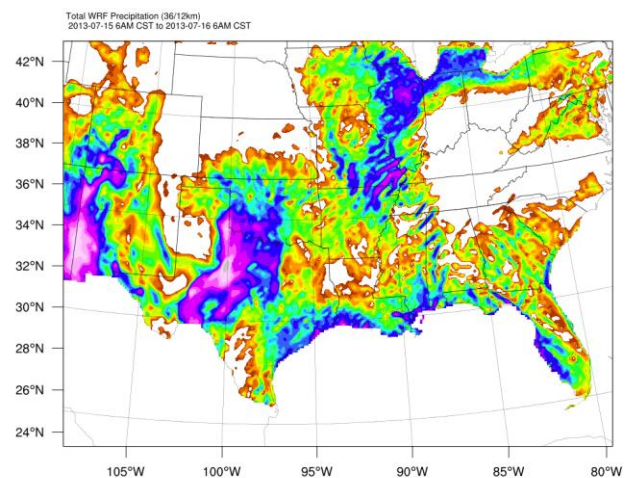 Total WRF Precipitation (36/12km)
2013-07-15 6AM CST to 2013-07-16 6AM CST
42°N
40°N
38°N
36°N
34°N
32°N
30°N
28°N
26°N
24°N
105°W 100°W 95°W 90°W 85°W 80°W